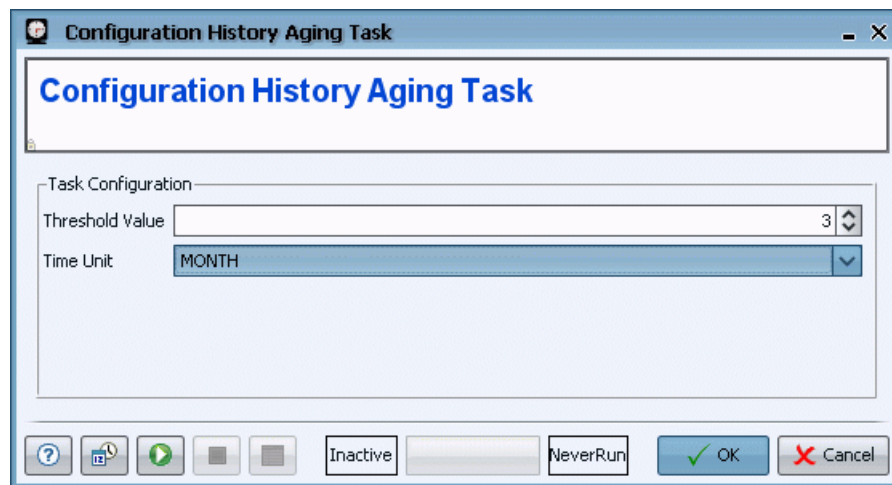 Configuration History Aging Task
Configuration History Aging Task
Task Configuration
Threshold Value 3
Time Unit MONTH
? 12 Inactive NeverRun OK Cancel